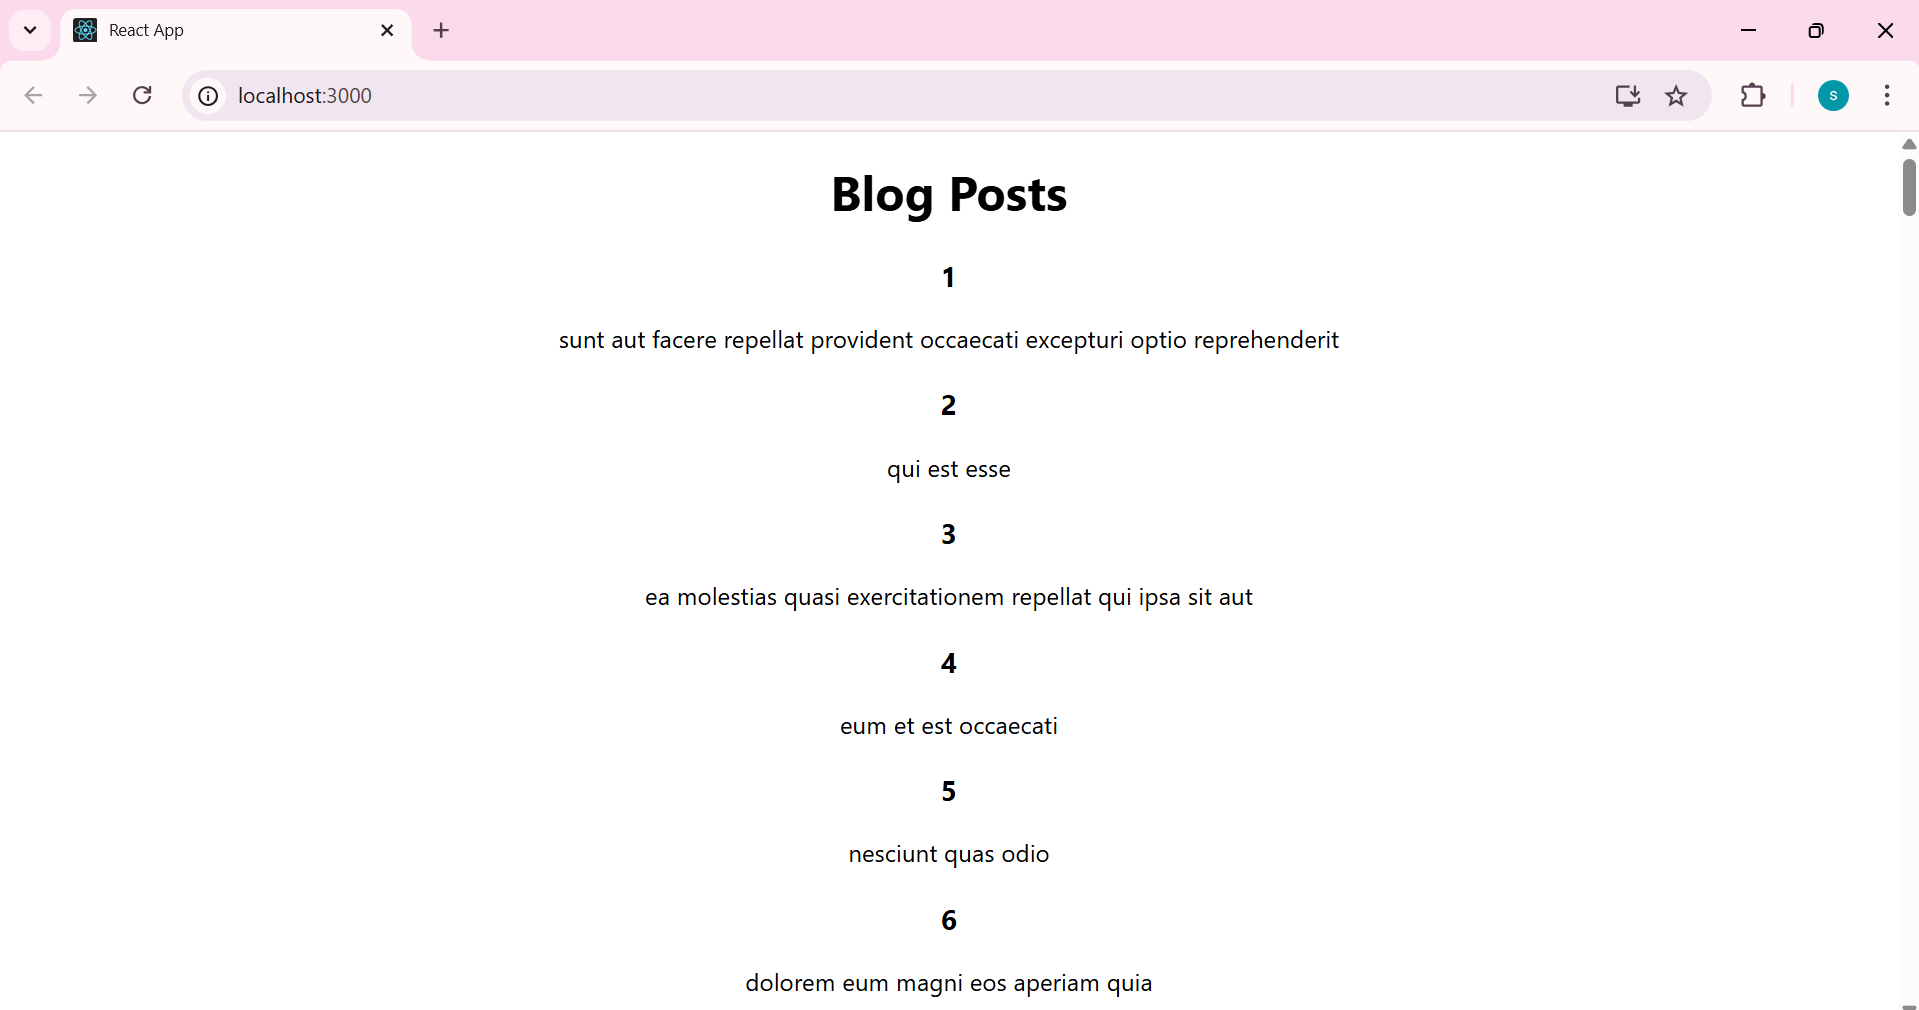 React App
localhost:3000
s
Blog Posts
1
sunt aut facere repellat provident occaecati excepturi optio reprehenderit
2
qui est esse
3
ea molestias quasi exercitationem repellat qui ipsa sit aut
4
eum et est occaecati
5
nesciunt quas odio
6
dolorem eum magni eos aperiam quia